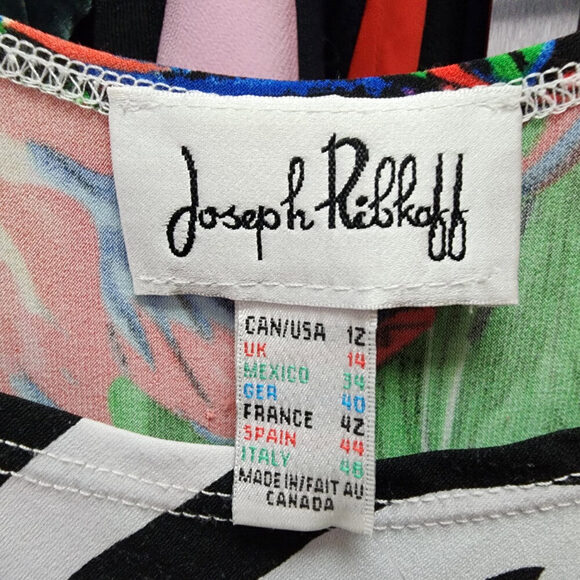 Joseph Ribkoff
CAN/USA 12
UK 14
MEXICO 34
GER 40
FRANCE 42
SPAIN 44
ITALY 48
MADE IN/FAIT AU
CANADA